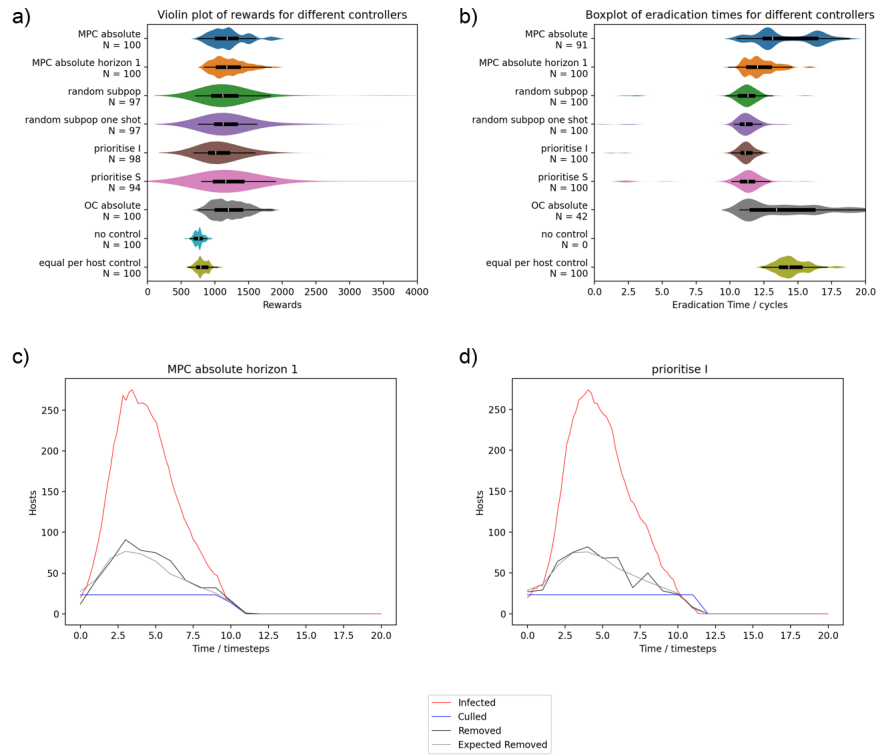 a)
Violin plot of rewards for different controllers
MPC absolute
N = 100
MPC absolute horizon 1
N = 100
random subpop
N = 97
random subpop one shot
N = 97
prioritise I
N = 98
prioritise S
N = 94
OC absolute
N = 100
no control
N = 100
equal per host control
N = 100
0 500 1000 1500 2000 2500 3000 3500 4000
Rewards
b)
Boxplot of eradication times for different controllers
MPC absolute
N = 91
MPC absolute horizon 1
N = 100
random subpop
N = 100
random subpop one shot
N = 100
prioritise I
N = 100
prioritise S
N = 100
OC absolute
N = 42
no control
N = 0
equal per host control
N = 100
0.0 2.5 5.0 7.5 10.0 12.5 15.0 17.5 20.0
Eradication Time / cycles
c)
MPC absolute horizon 1
Hosts
250
200
150
100
50
0
0.0 2.5 5.0 7.5 10.0 12.5 15.0 17.5 20.0
Time / timesteps
d)
prioritise I
Hosts
250
200
150
100
50
0
0.0 2.5 5.0 7.5 10.0 12.5 15.0 17.5 20.0
Time / timesteps
Infected
Culled
Removed
Expected Removed